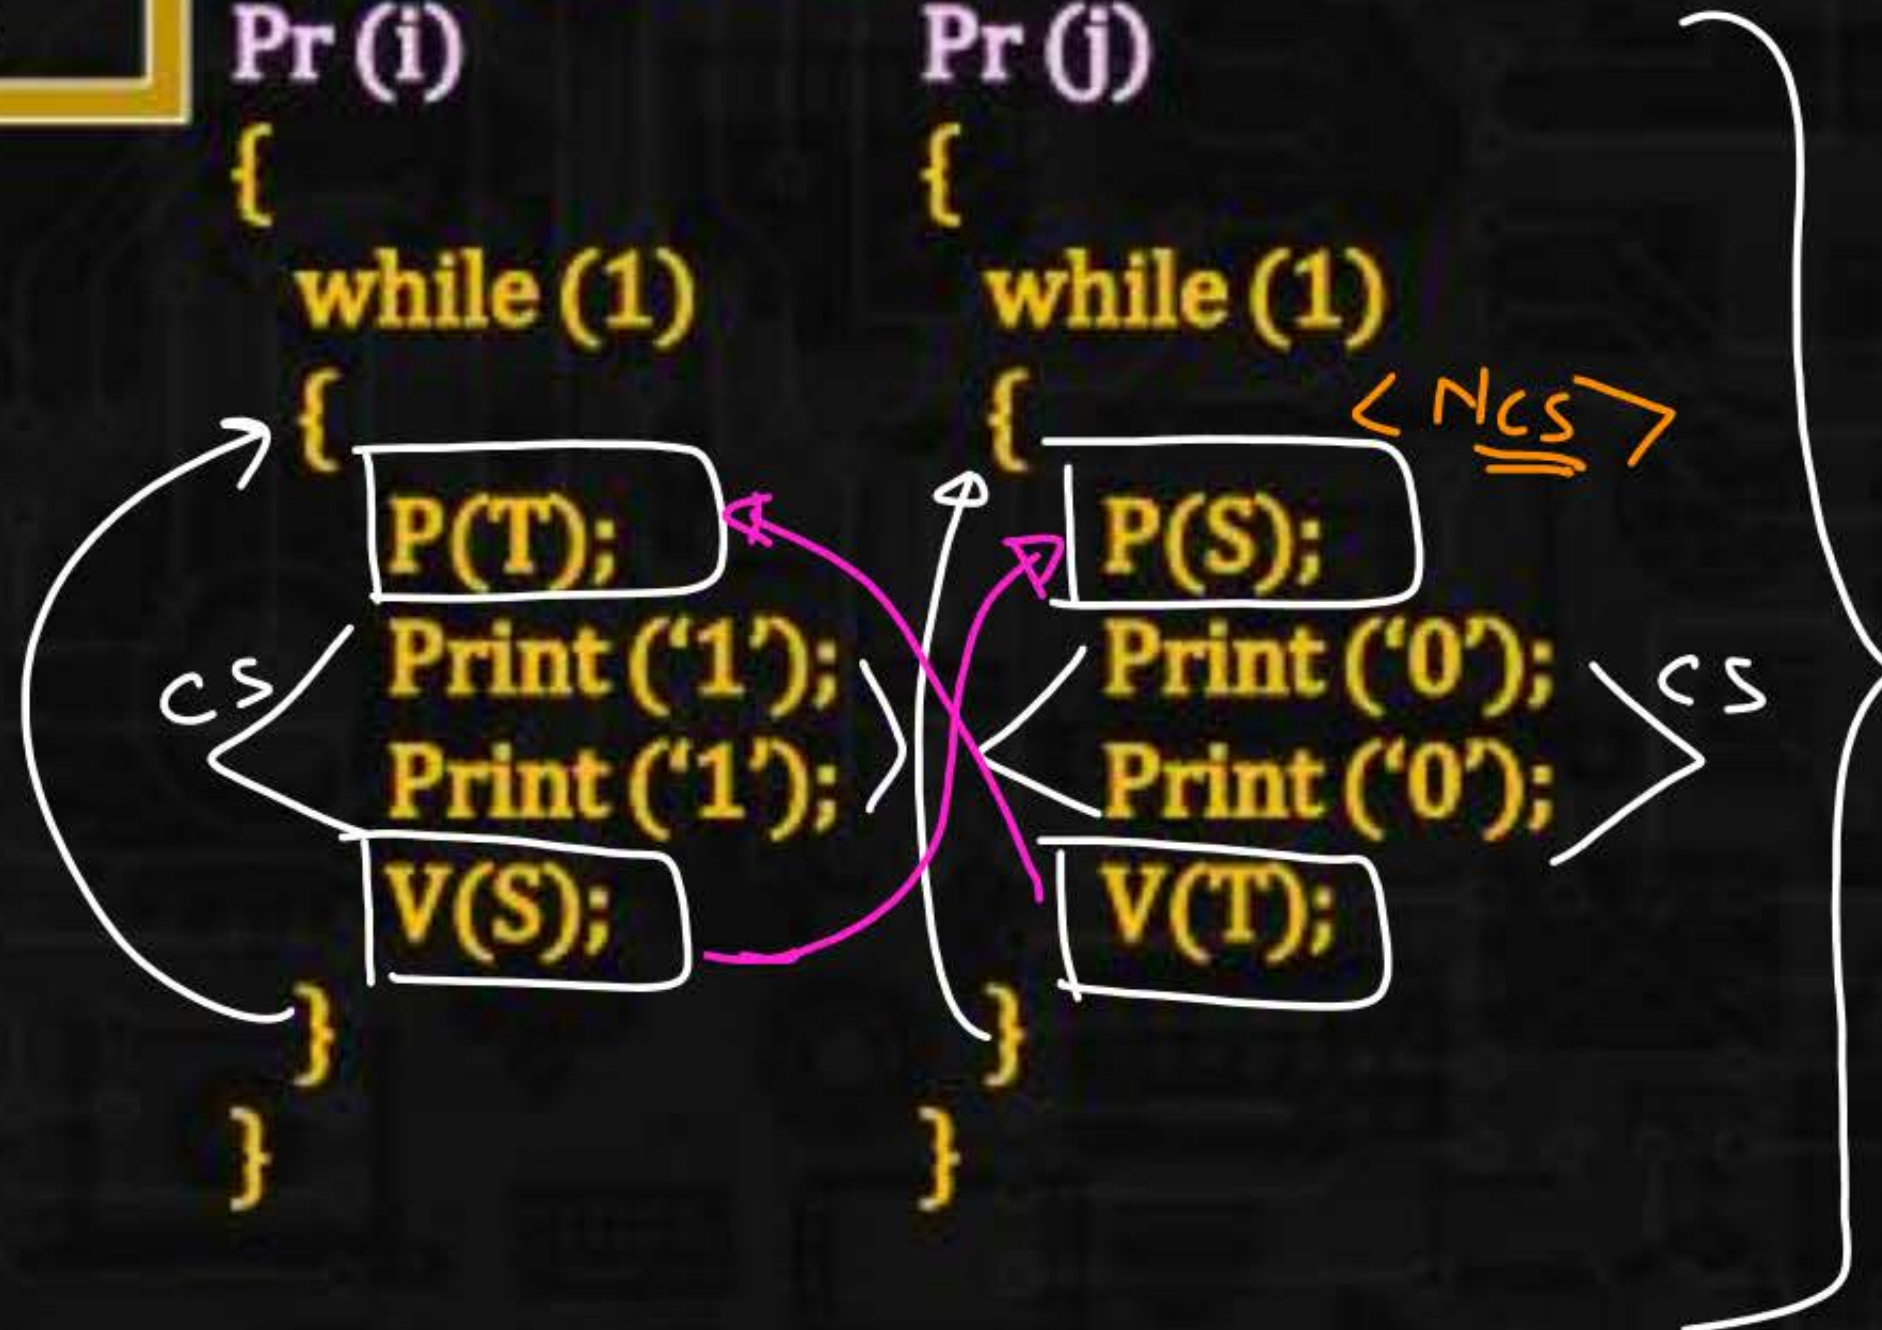 Pr (i)
{
while (1)
{
P(T);
Print (‘1’);
Print (‘1’);
V(S);
}
}
CS
Pr (j)
{
while (1)
{
< NCS >
P(S);
Print (‘0’);
Print (‘0’);
V(T);
}
}
CS